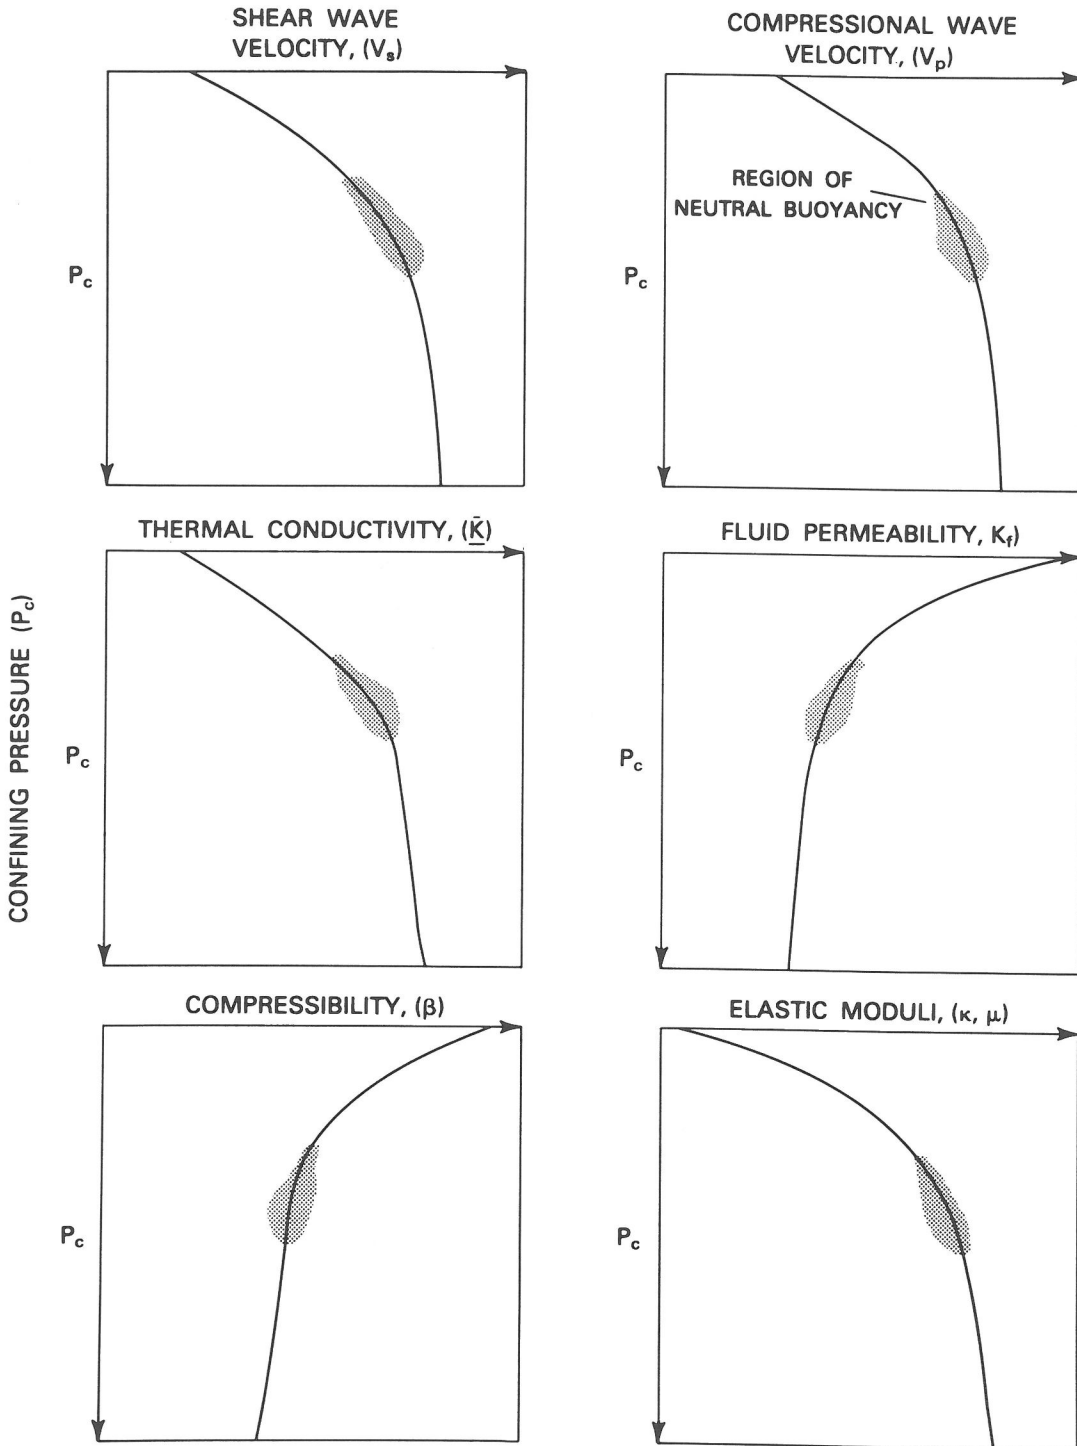 SHEAR WAVE
VELOCITY, (Vs)
COMPRESSIONAL WAVE
VELOCITY, (Vp)
REGION OF
NEUTRAL BUOYANCY
Pc
Pc
THERMAL CONDUCTIVITY, (K̲̄)
FLUID PERMEABILITY, Kf)
CONFINING PRESSURE (Pc)
Pc
Pc
COMPRESSIBILITY, (β)
ELASTIC MODULI, (κ, μ)
Pc
Pc